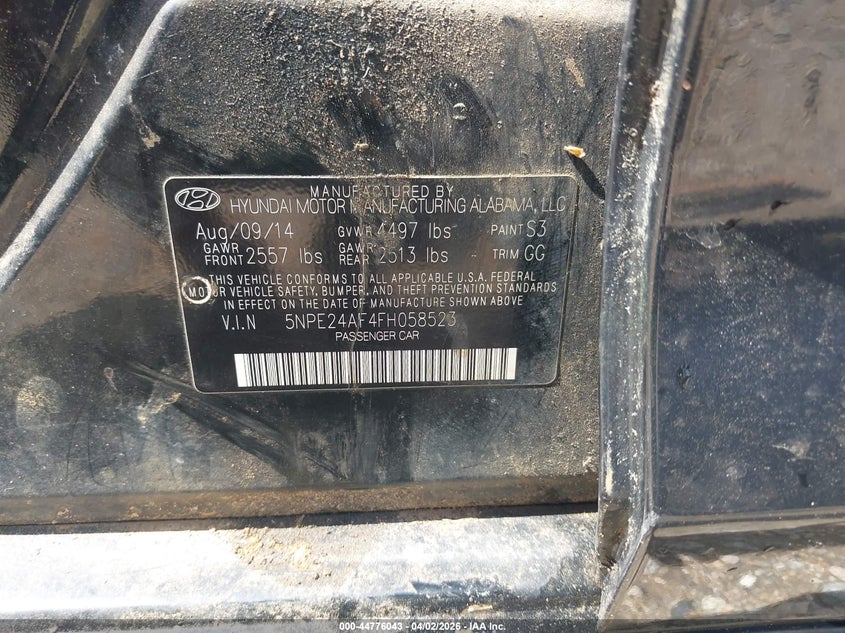 MANUFACTURED BY
HYUNDAI MOTOR MANUFACTURING ALABAMA, LLC
Aug/09/14 GVWR 4497 lbs PAINT S3
GAWR FRONT 2557 lbs GAWR REAR 2513 lbs TRIM GG
THIS VEHICLE CONFORMS TO ALL APPLICABLE U.S.A. FEDERAL
MOTOR VEHICLE SAFETY, BUMPER, AND THEFT PREVENTION STANDARDS
IN EFFECT ON THE DATE OF MANUFACTURE SHOWN ABOVE
V.I.N 5NPE24AF4FH058523
PASSENGER CAR
000-44776043 - 04/02/2026 - IAA Inc.